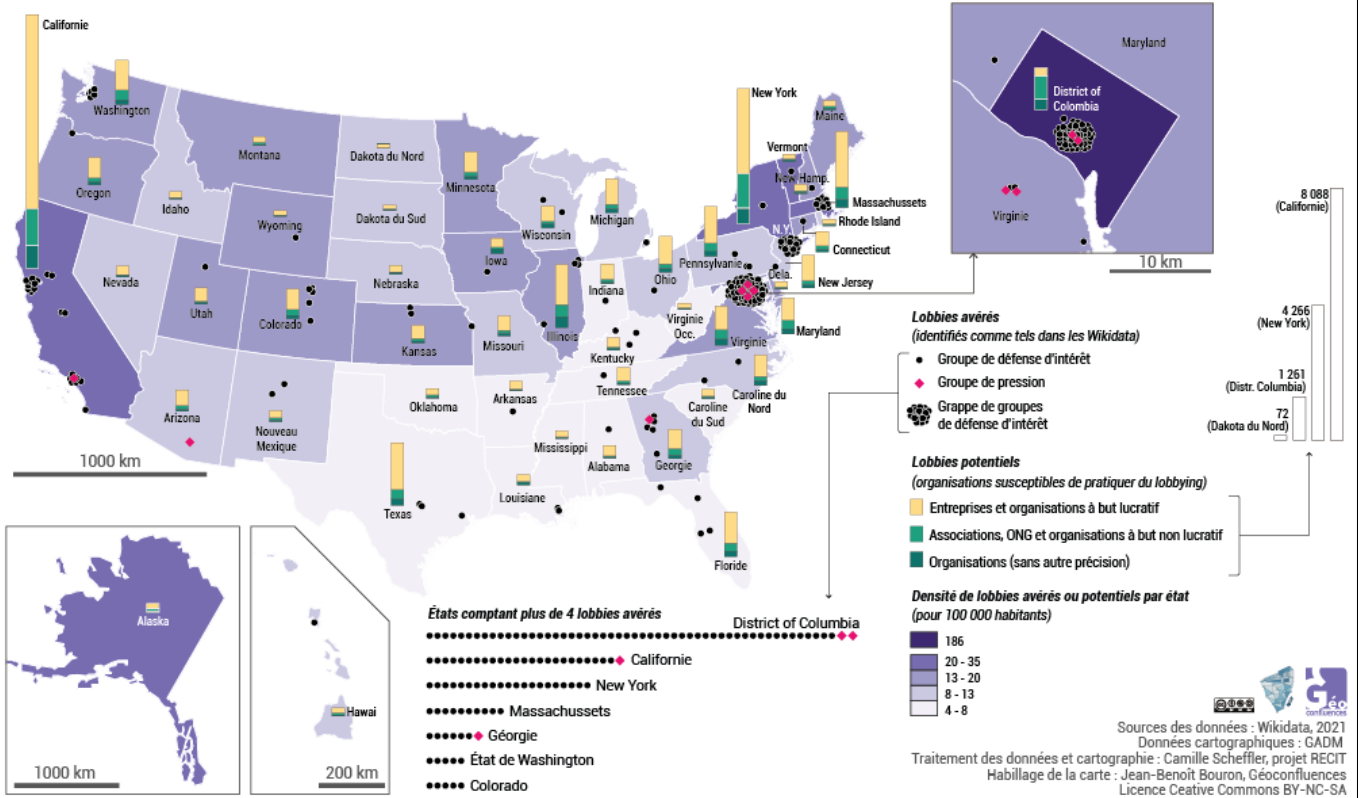 Californie
Washington
Oregon
Idaho
Montana
Wyoming
Nevada
Utah
Colorado
Arizona
Nouveau
Mexique
Dakota du Nord
Dakota du Sud
Nebraska
Kansas
Oklahoma
Texas
Minnesota
Iowa
Missouri
Arkansas
Louisiane
Wisconsin
Illinois
Michigan
Indiana
Ohio
Kentucky
Tennessee
Mississippi
Alabama
Georgie
Floride
Caroline
du Sud
Caroline du
Nord
Virginie
Virginie
Occ.
Pennsylvanie
New York
N.Y.
Vermont
New Hamp.
Maine
Massachussets
Rhode Island
Connecticut
New Jersey
Dela.
Maryland
1000 km
Alaska
1000 km
Hawai
200 km
Maryland
District of
Colombia
Virginie
10 km
8 088
(Californie)
4 266
(New York)
1 261
(Distr. Columbia)
72
(Dakota du Nord)
Lobbies avérés
(identifiés comme tels dans les Wikidata)
Groupe de défense d'intérêt
Groupe de pression
Grappe de groupes
de défense d'intérêt
Lobbies potentiels
(organisations susceptibles de pratiquer du lobbying)
Entreprises et organisations à but lucratif
Associations, ONG et organisations à but non lucratif
Organisations (sans autre précision)
Densité de lobbies avérés ou potentiels par état
(pour 100 000 habitants)
186
20 - 35
13 - 20
8 - 13
4 - 8
États comptant plus de 4 lobbies avérés
District of Columbia
Californie
New York
Massachussets
Géorgie
État de Washington
Colorado
Géo
confluences
Sources des données : Wikidata, 2021
Données cartographiques : GADM
Traitement des données et cartographie : Camille Scheffler, projet RECIT
Habillage de la carte : Jean-Benoît Bouron, Géoconfluences
Licence Ceative Commons BY-NC-SA